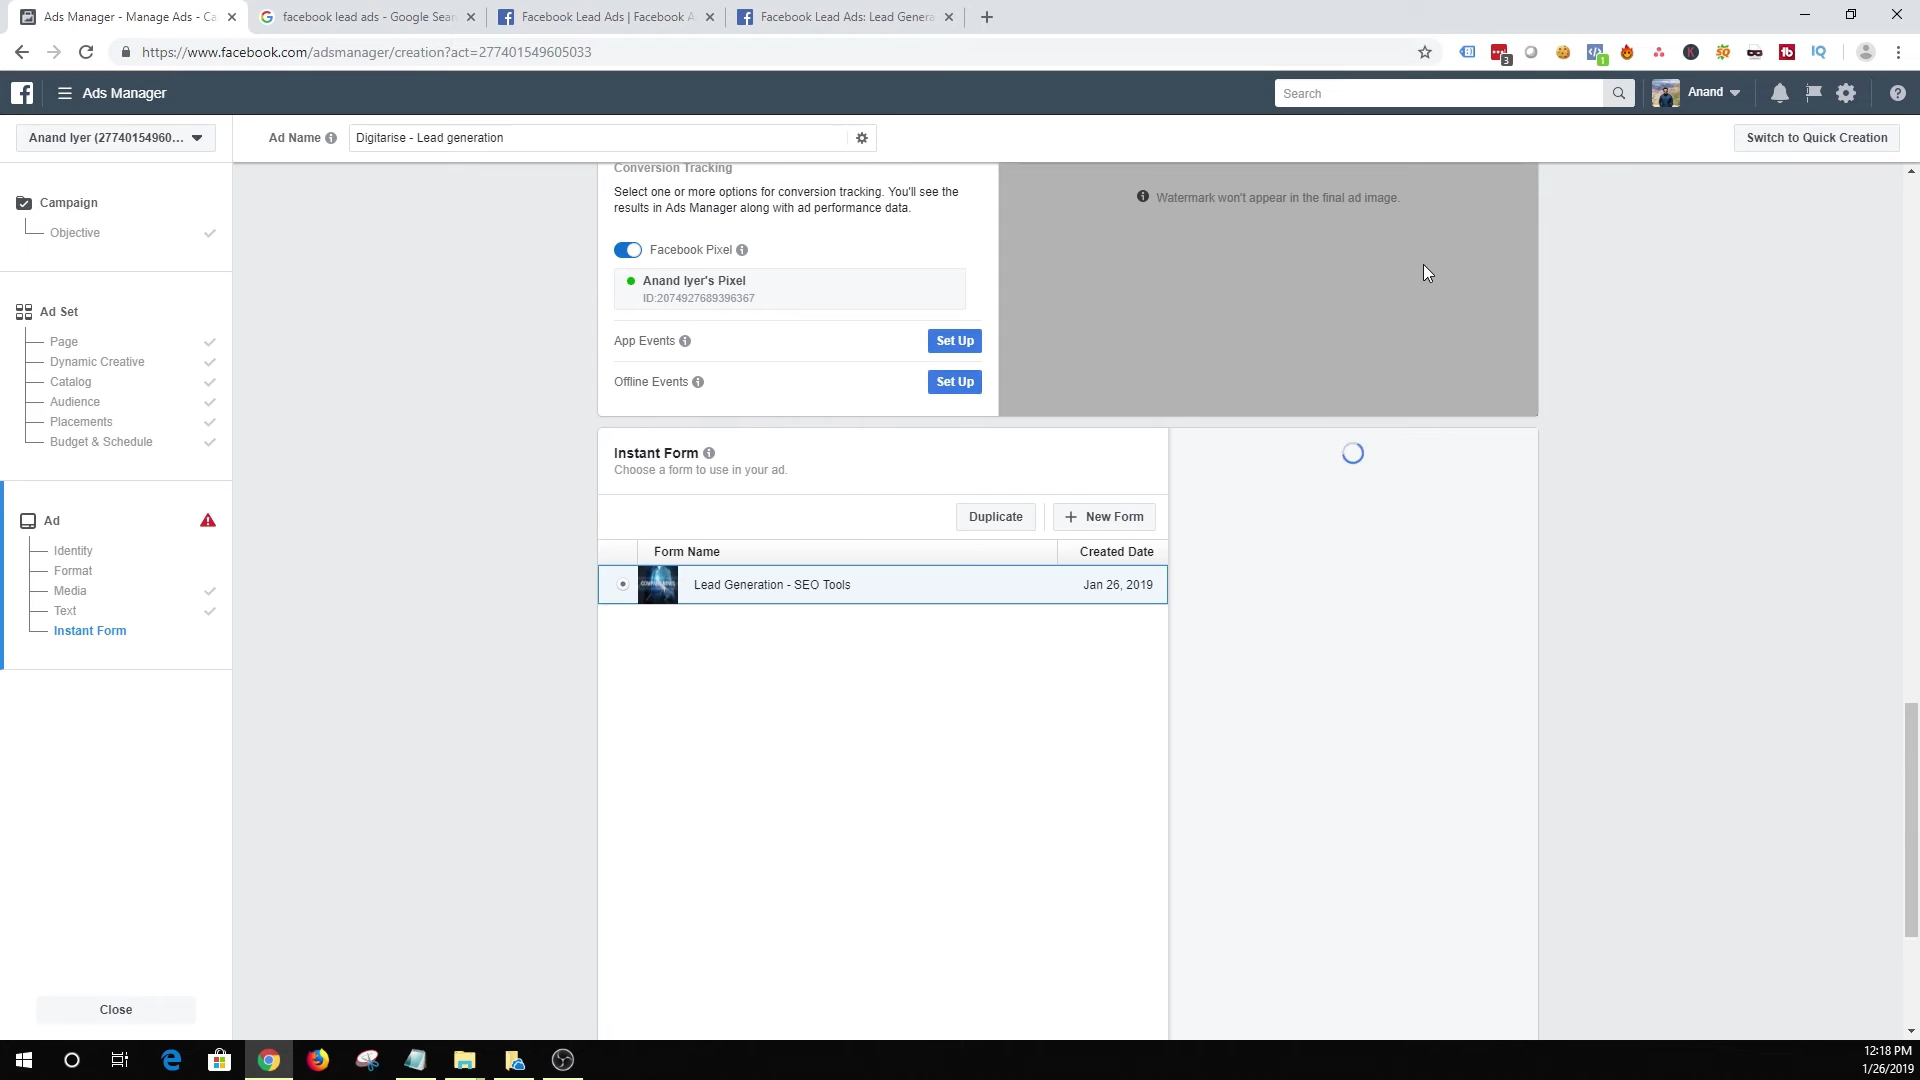 Ads Manager - Manage Ads - Ca
facebook lead ads - Google Sear
Facebook Lead Ads | Facebook A
Facebook Lead Ads: Lead Genera
https://www.facebook.com/adsmanager/creation?act=277401549605033
3
1
K
SQ
tb
IQ
Ads Manager
Search
Anand
Anand Iyer (27740154960...
Ad Name
Digitarise - Lead generation
Switch to Quick Creation
Campaign
Objective
Ad Set
Page
Dynamic Creative
Catalog
Audience
Placements
Budget & Schedule
Ad
Identity
Format
Media
Text
Instant Form
Close
Conversion Tracking
Select one or more options for conversion tracking. You'll see the
results in Ads Manager along with ad performance data.
Facebook Pixel
Anand Iyer's Pixel
ID:2074927689396367
App Events
Set Up
Offline Events
Set Up
Watermark won't appear in the final ad image.
Instant Form
Choose a form to use in your ad.
Duplicate
+ New Form
Form Name
Created Date
Lead Generation - SEO Tools
Jan 26, 2019
12:18 PM
1/26/2019